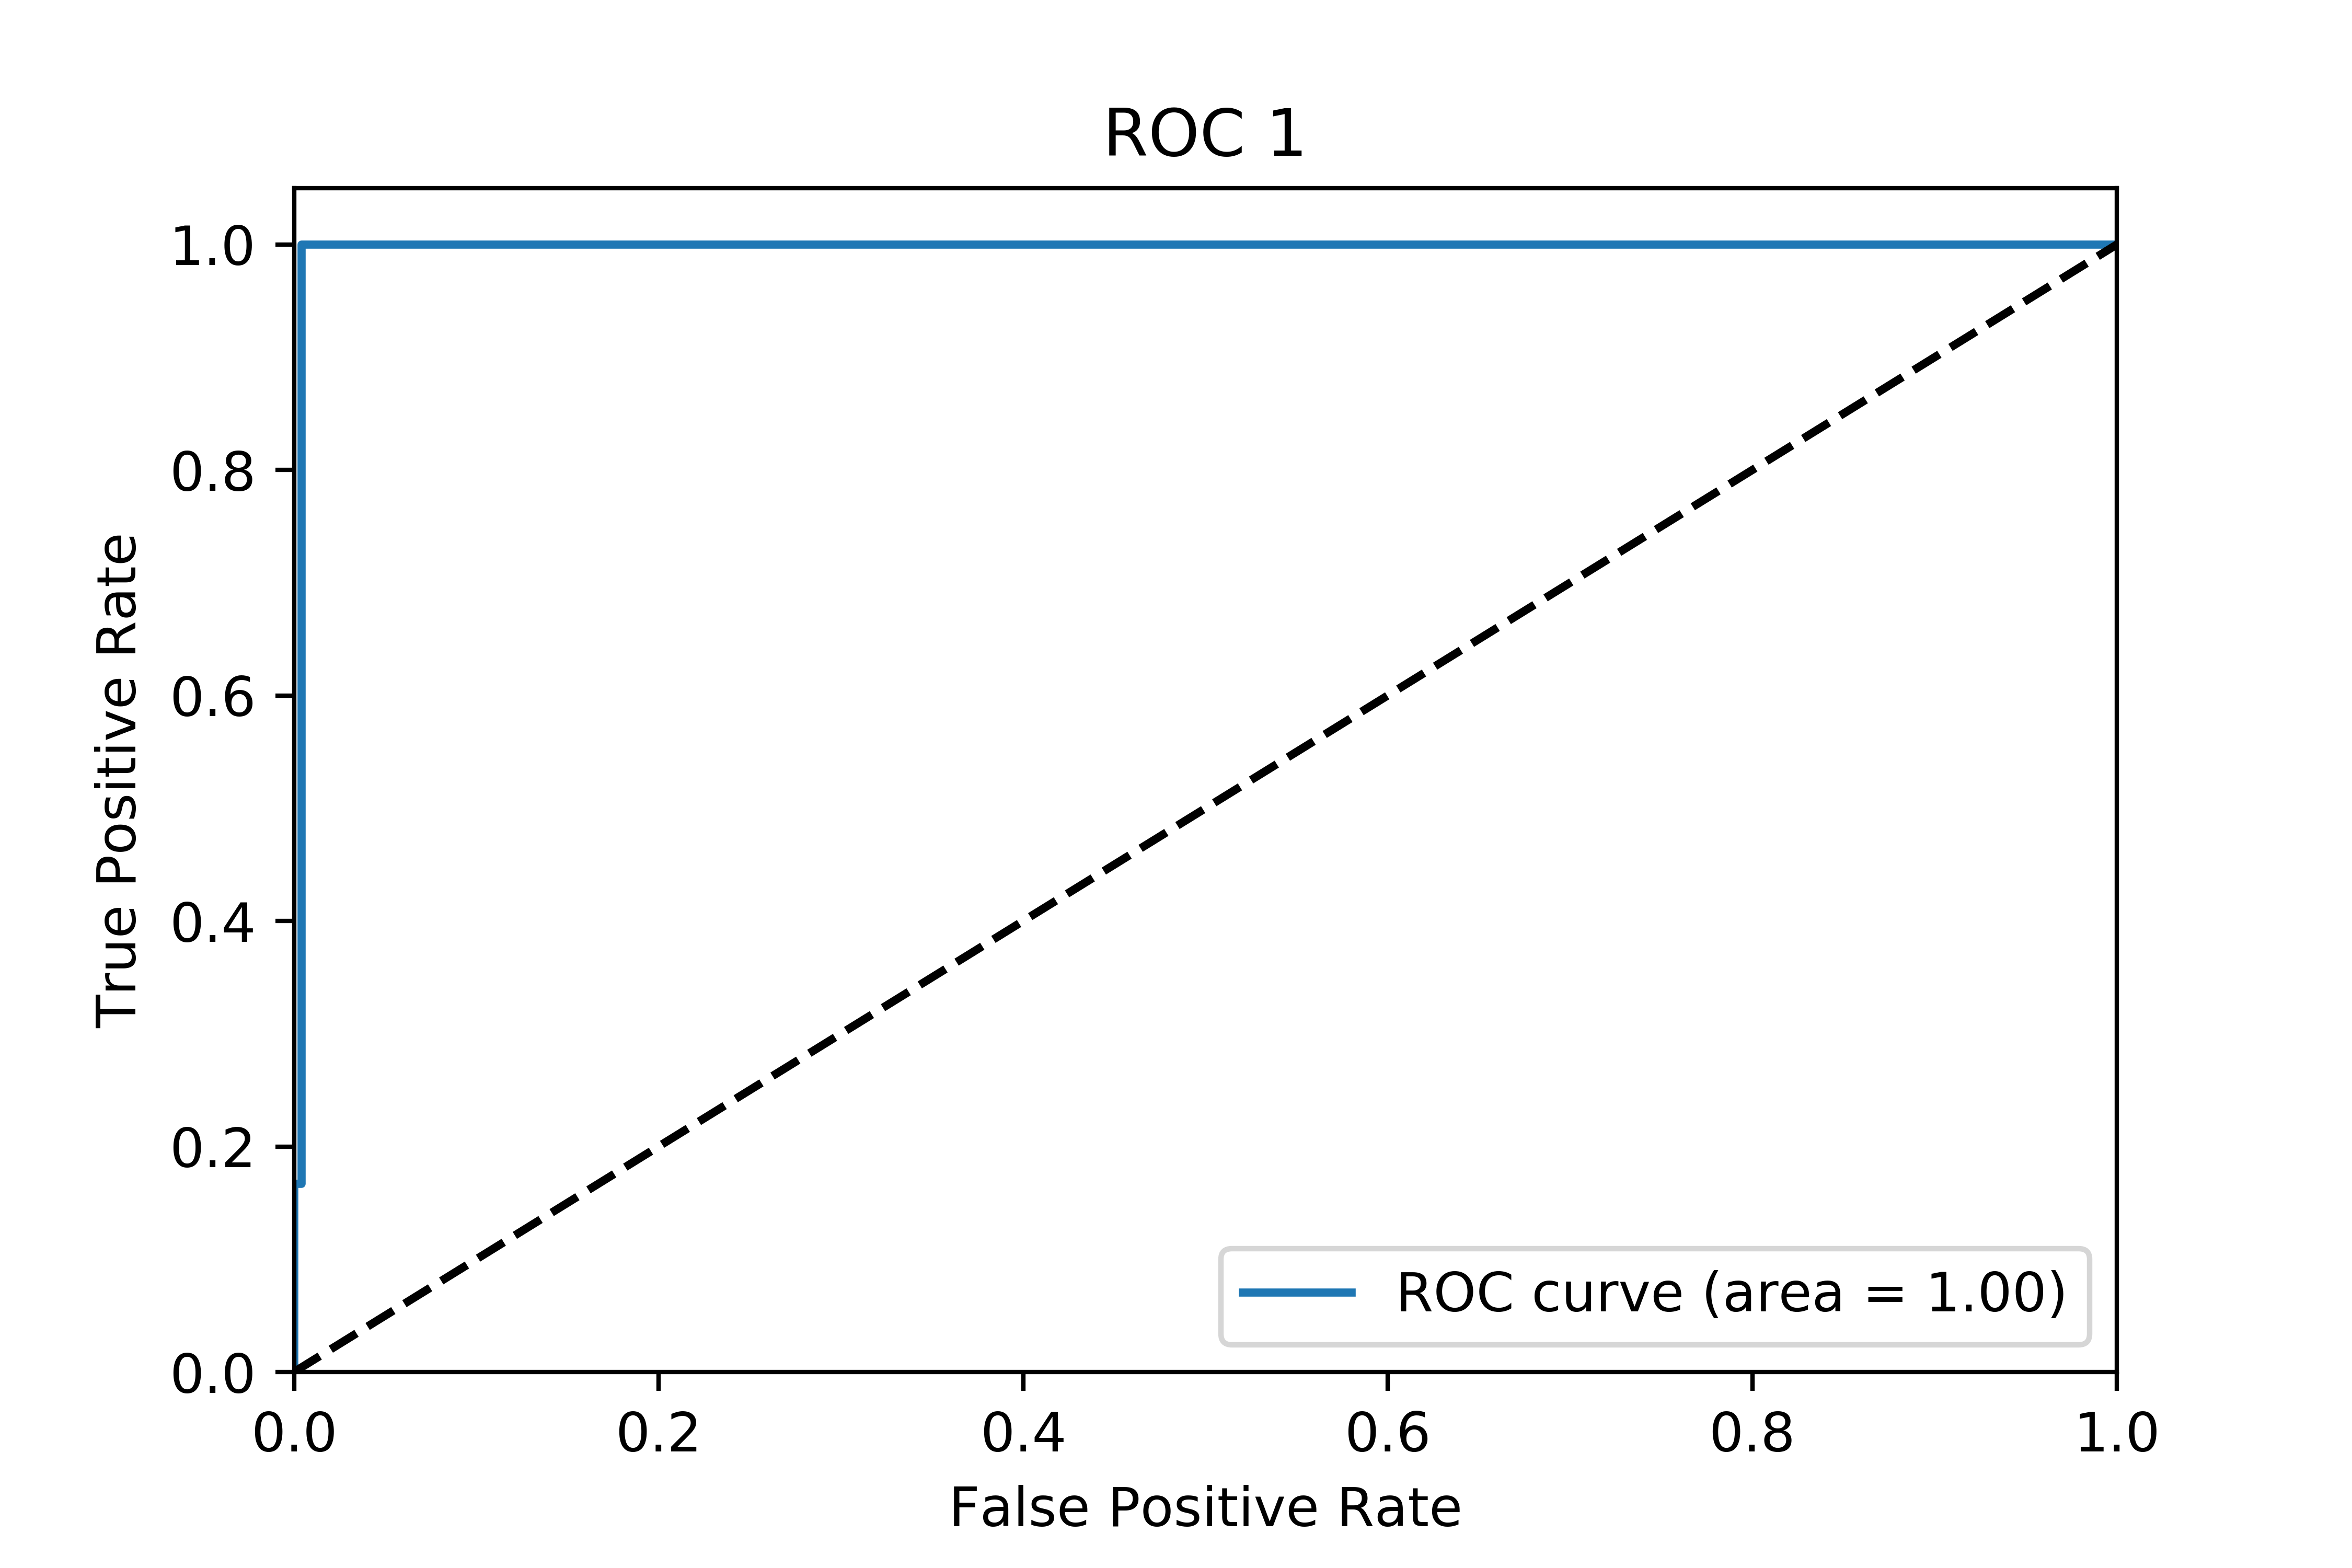 ROC 1
1.0
0.8
0.6
0.4
0.2
0.0
True Positive Rate
ROC curve (area = 1.00)
0.0 0.2 0.4 0.6 0.8 1.0
False Positive Rate